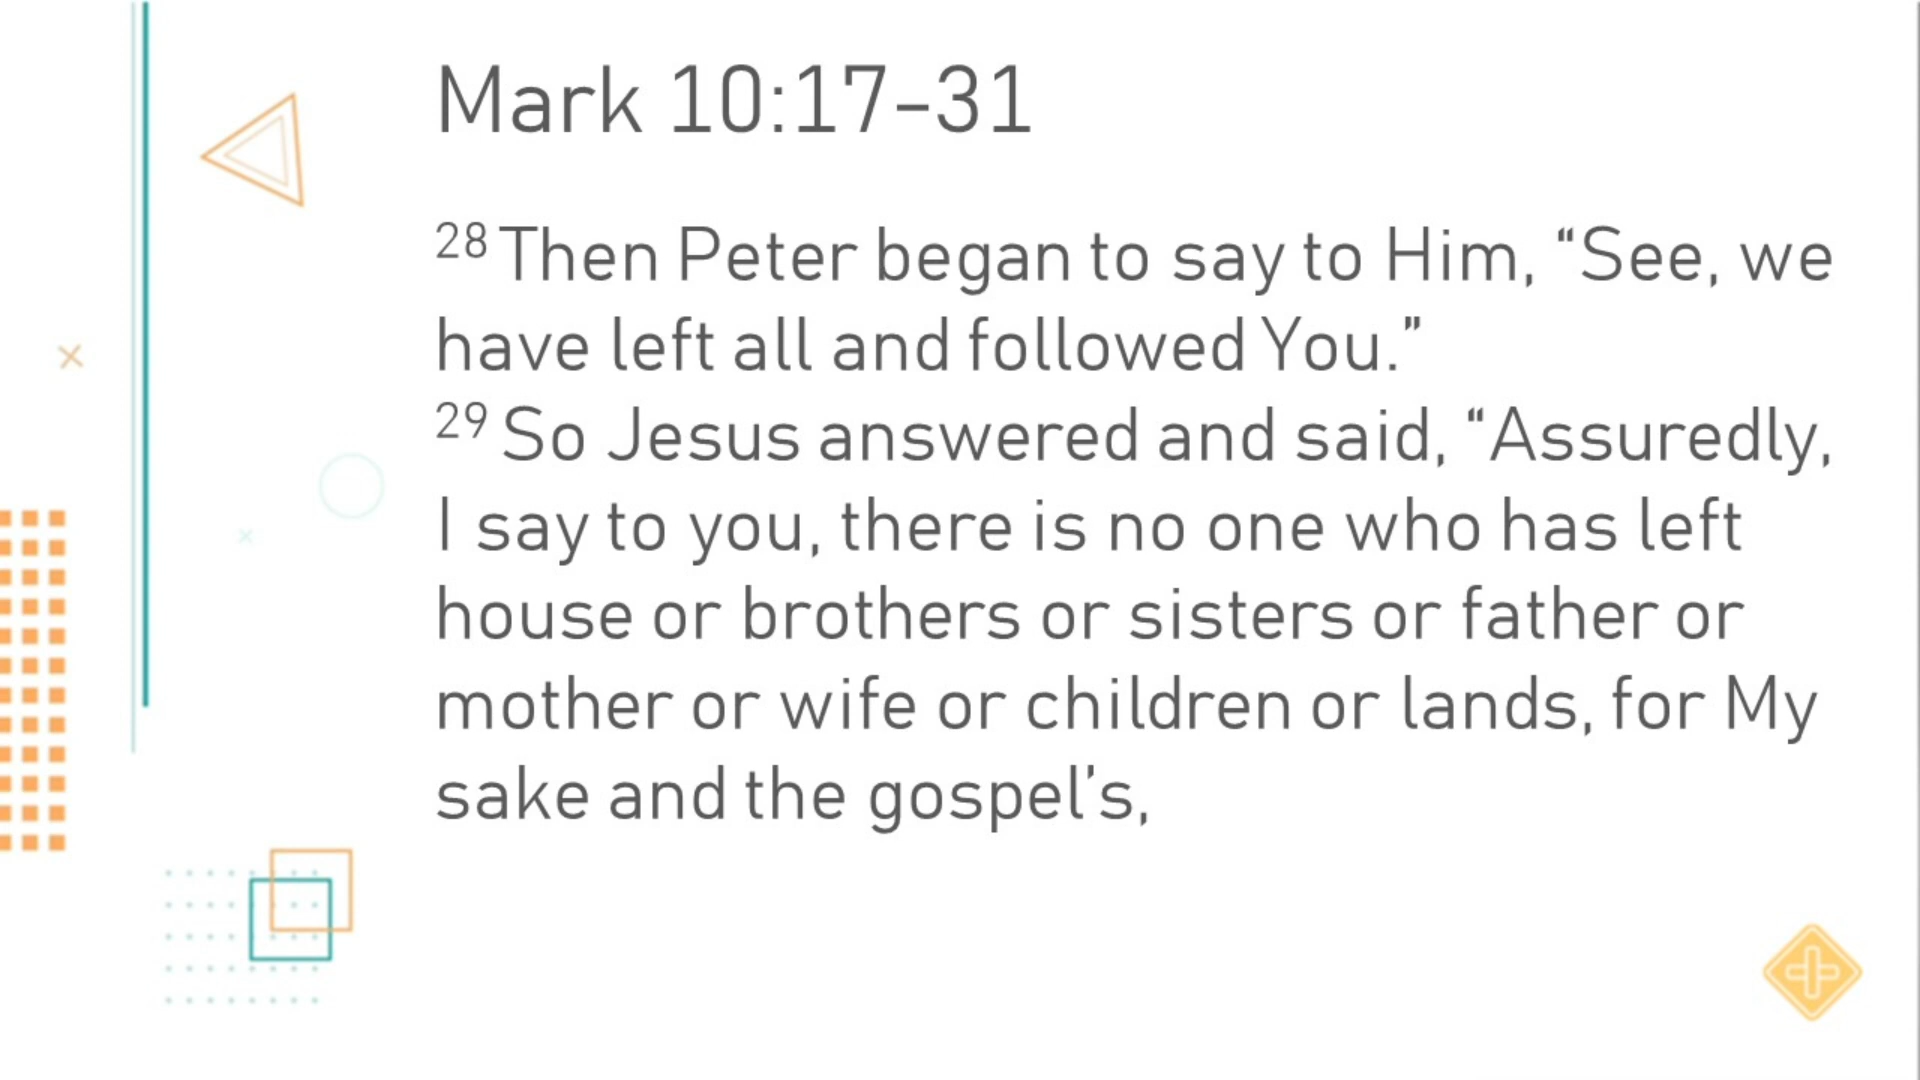 Mark 10:17–31
28 Then Peter began to say to Him, “See, we
have left all and followed You.”
29 So Jesus answered and said, “Assuredly,
I say to you, there is no one who has left
house or brothers or sisters or father or
mother or wife or children or lands, for My
sake and the gospel’s,